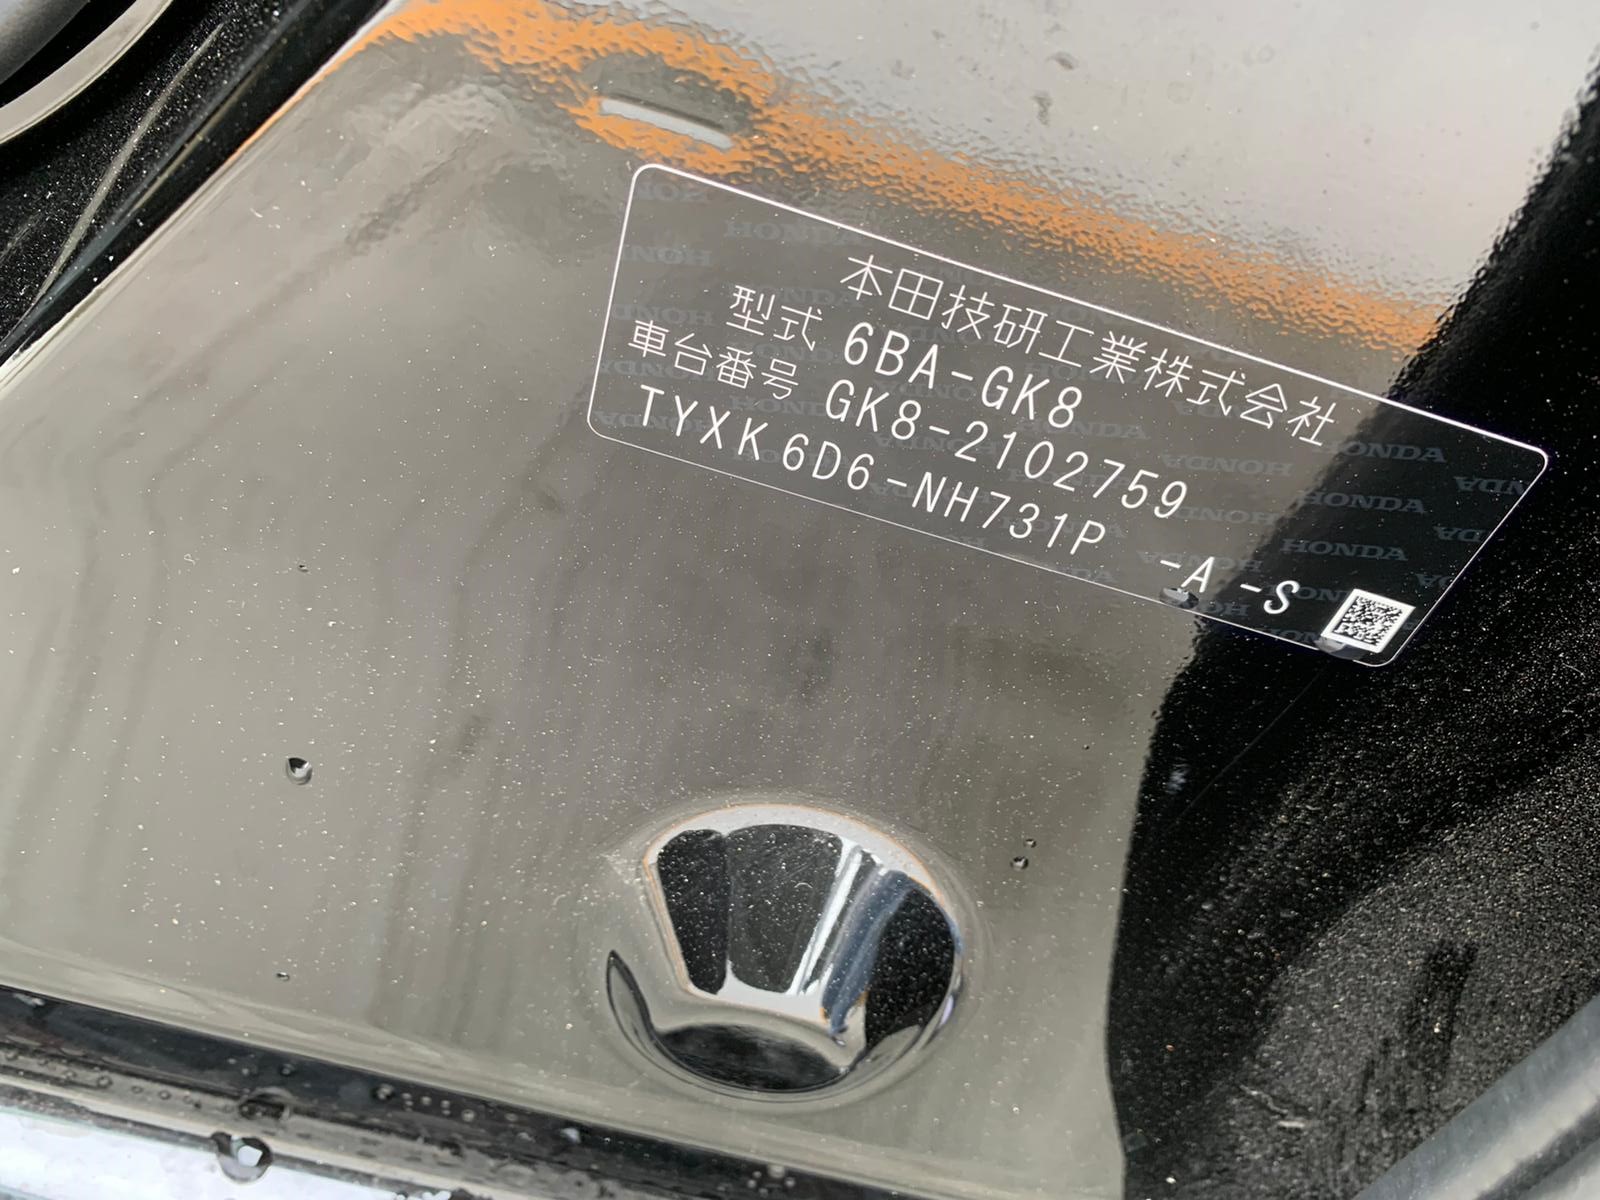 本田技研工業株式会社
型式 6BA-GK8
車台番号 GK8-2102759
TYXK 6D6-NH731P
-A -S